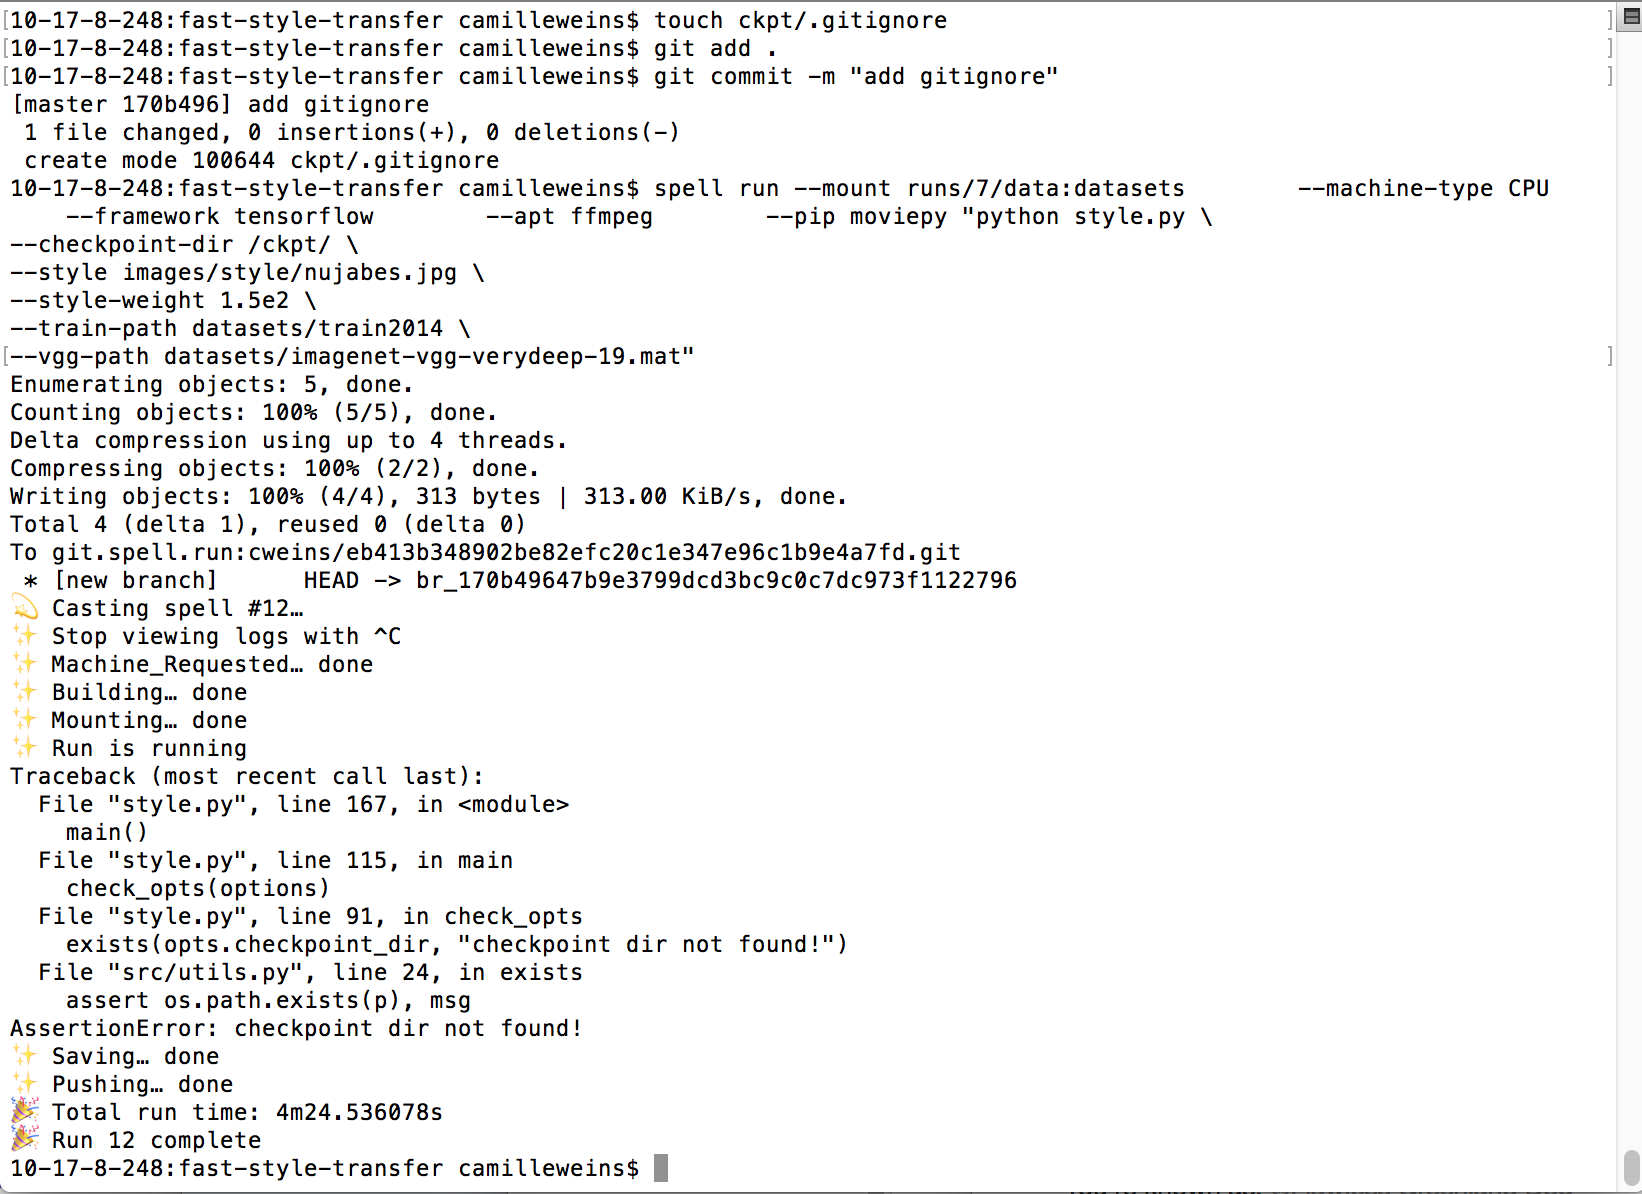 [10-17-8-248:fast-style-transfer camilleweins$ touch ckpt/.gitignore ]
[10-17-8-248:fast-style-transfer camilleweins$ git add . ]
[10-17-8-248:fast-style-transfer camilleweins$ git commit -m "add gitignore" ]
[master 170b496] add gitignore
 1 file changed, 0 insertions(+), 0 deletions(-)
 create mode 100644 ckpt/.gitignore
10-17-8-248:fast-style-transfer camilleweins$ spell run --mount runs/7/data:datasets        --machine-type CPU
    --framework tensorflow        --apt ffmpeg        --pip moviepy "python style.py \
--checkpoint-dir /ckpt/ \
--style images/style/nujabes.jpg \
--style-weight 1.5e2 \
--train-path datasets/train2014 \
[--vgg-path datasets/imagenet-vgg-verydeep-19.mat" ]
Enumerating objects: 5, done.
Counting objects: 100% (5/5), done.
Delta compression using up to 4 threads.
Compressing objects: 100% (2/2), done.
Writing objects: 100% (4/4), 313 bytes | 313.00 KiB/s, done.
Total 4 (delta 1), reused 0 (delta 0)
To git.spell.run:cweins/eb413b348902be82efc20c1e347e96c1b9e4a7fd.git
 * [new branch]      HEAD -> br_170b49647b9e3799dcd3bc9c0c7dc973f1122796
💫 Casting spell #12…
✨ Stop viewing logs with ^C
✨ Machine_Requested… done
✨ Building… done
✨ Mounting… done
✨ Run is running
Traceback (most recent call last):
  File "style.py", line 167, in <module>
    main()
  File "style.py", line 115, in main
    check_opts(options)
  File "style.py", line 91, in check_opts
    exists(opts.checkpoint_dir, "checkpoint dir not found!")
  File "src/utils.py", line 24, in exists
    assert os.path.exists(p), msg
AssertionError: checkpoint dir not found!
✨ Saving… done
✨ Pushing… done
🎉 Total run time: 4m24.536078s
🎉 Run 12 complete
10-17-8-248:fast-style-transfer camilleweins$